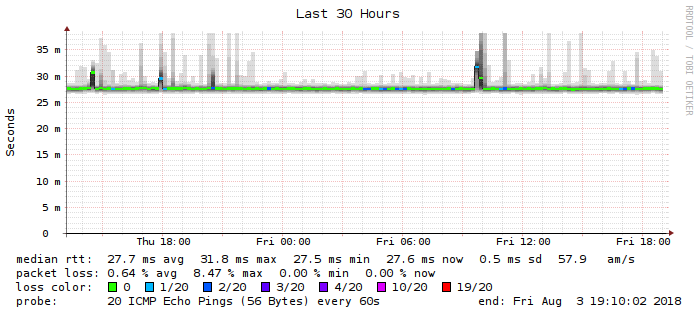 Last 30 Hours
RRDTOOL / TOBI OETIKER
Seconds
35 m
30 m
25 m
20 m
15 m
10 m
5 m
0
Thu 18:00 Fri 00:00 Fri 06:00 Fri 12:00 Fri 18:00
median rtt: 27.7 ms avg 31.8 ms max 27.5 ms min 27.6 ms now 0.5 ms sd 57.9 am/s
packet loss: 0.64 % avg 8.47 % max 0.00 % min 0.00 % now
loss color: 0 1/20 2/20 3/20 4/20 10/20 19/20
probe: 20 ICMP Echo Pings (56 Bytes) every 60s end: Fri Aug 3 19:10:02 2018